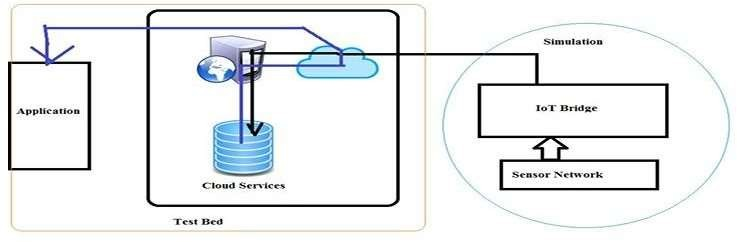 Simulation
Application
IoT Bridge
Sensor Network
Cloud Services
Test Bed